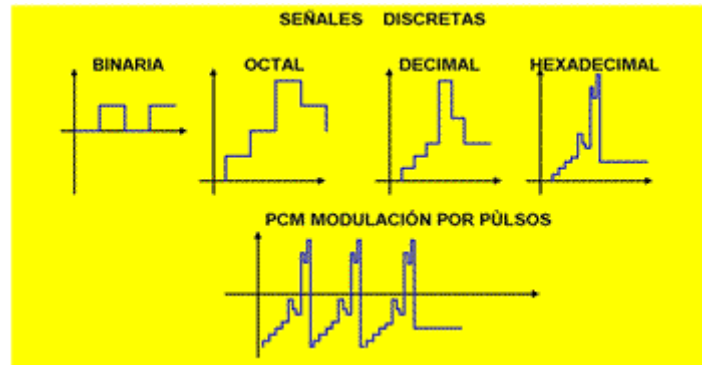 SEÑALES DISCRETAS
BINARIA OCTAL DECIMAL HEXADECIMAL
PCM MODULACIÓN POR PÙLSOS